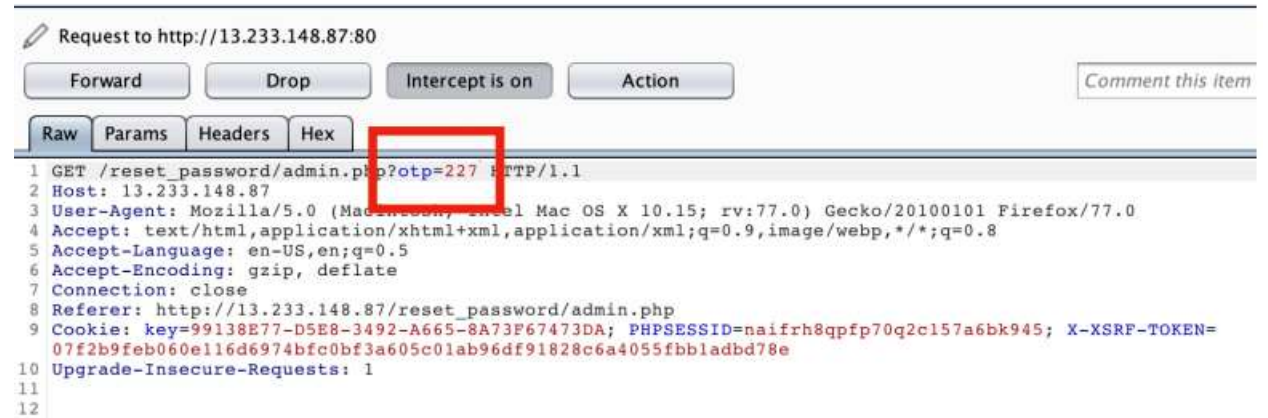 Request to http://13.233.148.87:80
Forward Drop Intercept is on Action Comment this item
Raw Params Headers Hex
1 GET /reset_password/admin.php?otp=227 HTTP/1.1
2 Host: 13.233.148.87
3 User-Agent: Mozilla/5.0 (Macintosh; Intel Mac OS X 10.15; rv:77.0) Gecko/20100101 Firefox/77.0
4 Accept: text/html,application/xhtml+xml,application/xml;q=0.9,image/webp,*/*;q=0.8
5 Accept-Language: en-US,en;q=0.5
6 Accept-Encoding: gzip, deflate
7 Connection: close
8 Referer: http://13.233.148.87/reset_password/admin.php
9 Cookie: key=99138E77-D5E8-3492-A665-8A73F67473DA; PHPSESSID=naifrh8qpfp70q2c157a6bk945; X-XSRF-TOKEN=
07f2b9feb060e116d6974bfc0bf3a605c01ab96df91828c6a4055fbb1adbd78e
10 Upgrade-Insecure-Requests: 1
11
12